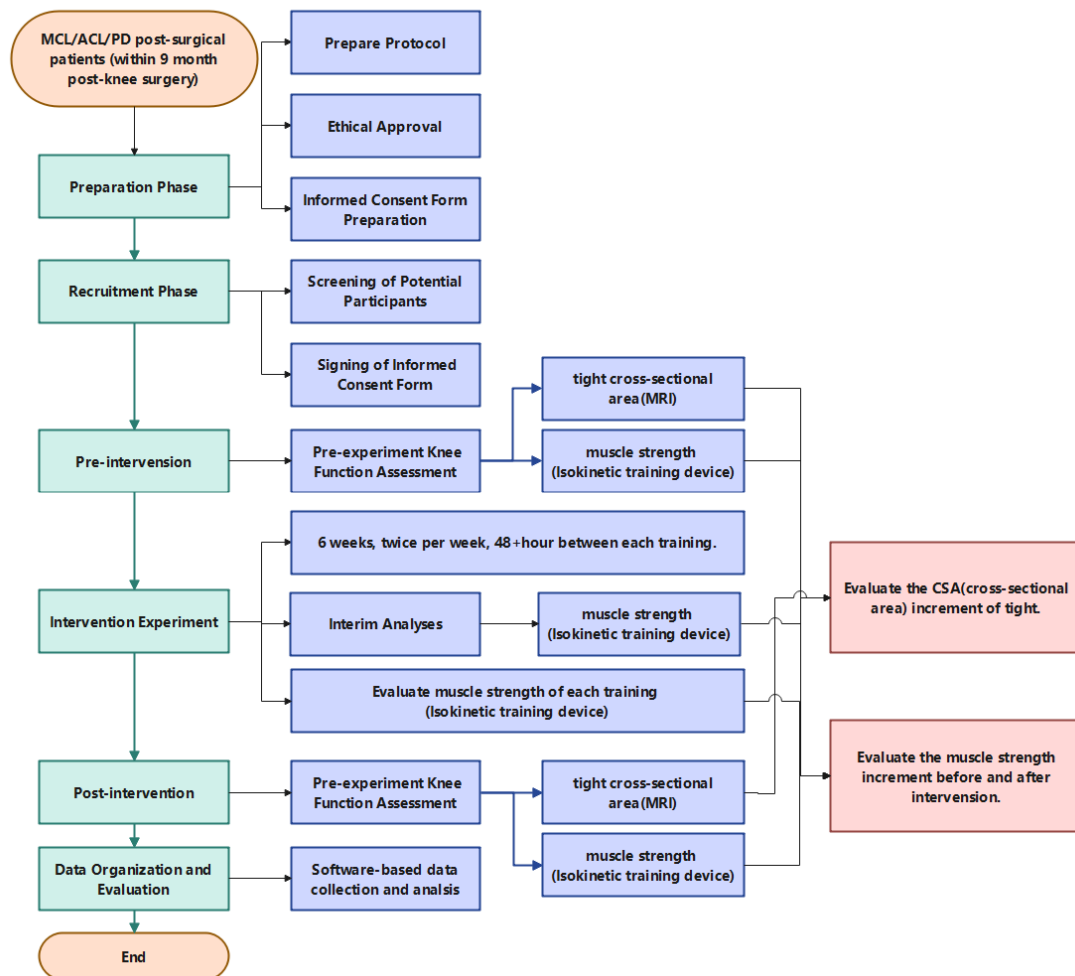 MCL/ACL/PD post-surgical
patients (within 9 month
post-knee surgery)
Prepare Protocol
Ethical Approval
Preparation Phase
Informed Consent Form
Preparation
Recruitment Phase
Screening of Potential
Participants
Signing of Informed
Consent Form
tight cross-sectional
area(MRI)
Pre-intervension
Pre-experiment Knee
Function Assessment
muscle strength
(Isokinetic training device)
6 weeks, twice per week, 48+hour between each training.
Intervention Experiment
Interim Analyses
muscle strength
(Isokinetic training device)
Evaluate the CSA(cross-sectional
area) increment of tight.
Evaluate muscle strength of each training
(Isokinetic training device)
Evaluate the muscle strength
increment before and after
intervention.
Post-intervention
Pre-experiment Knee
Function Assessment
tight cross-sectional
area(MRI)
muscle strength
(Isokinetic training device)
Data Organization and
Evaluation
Software-based data
collection and analsis
End